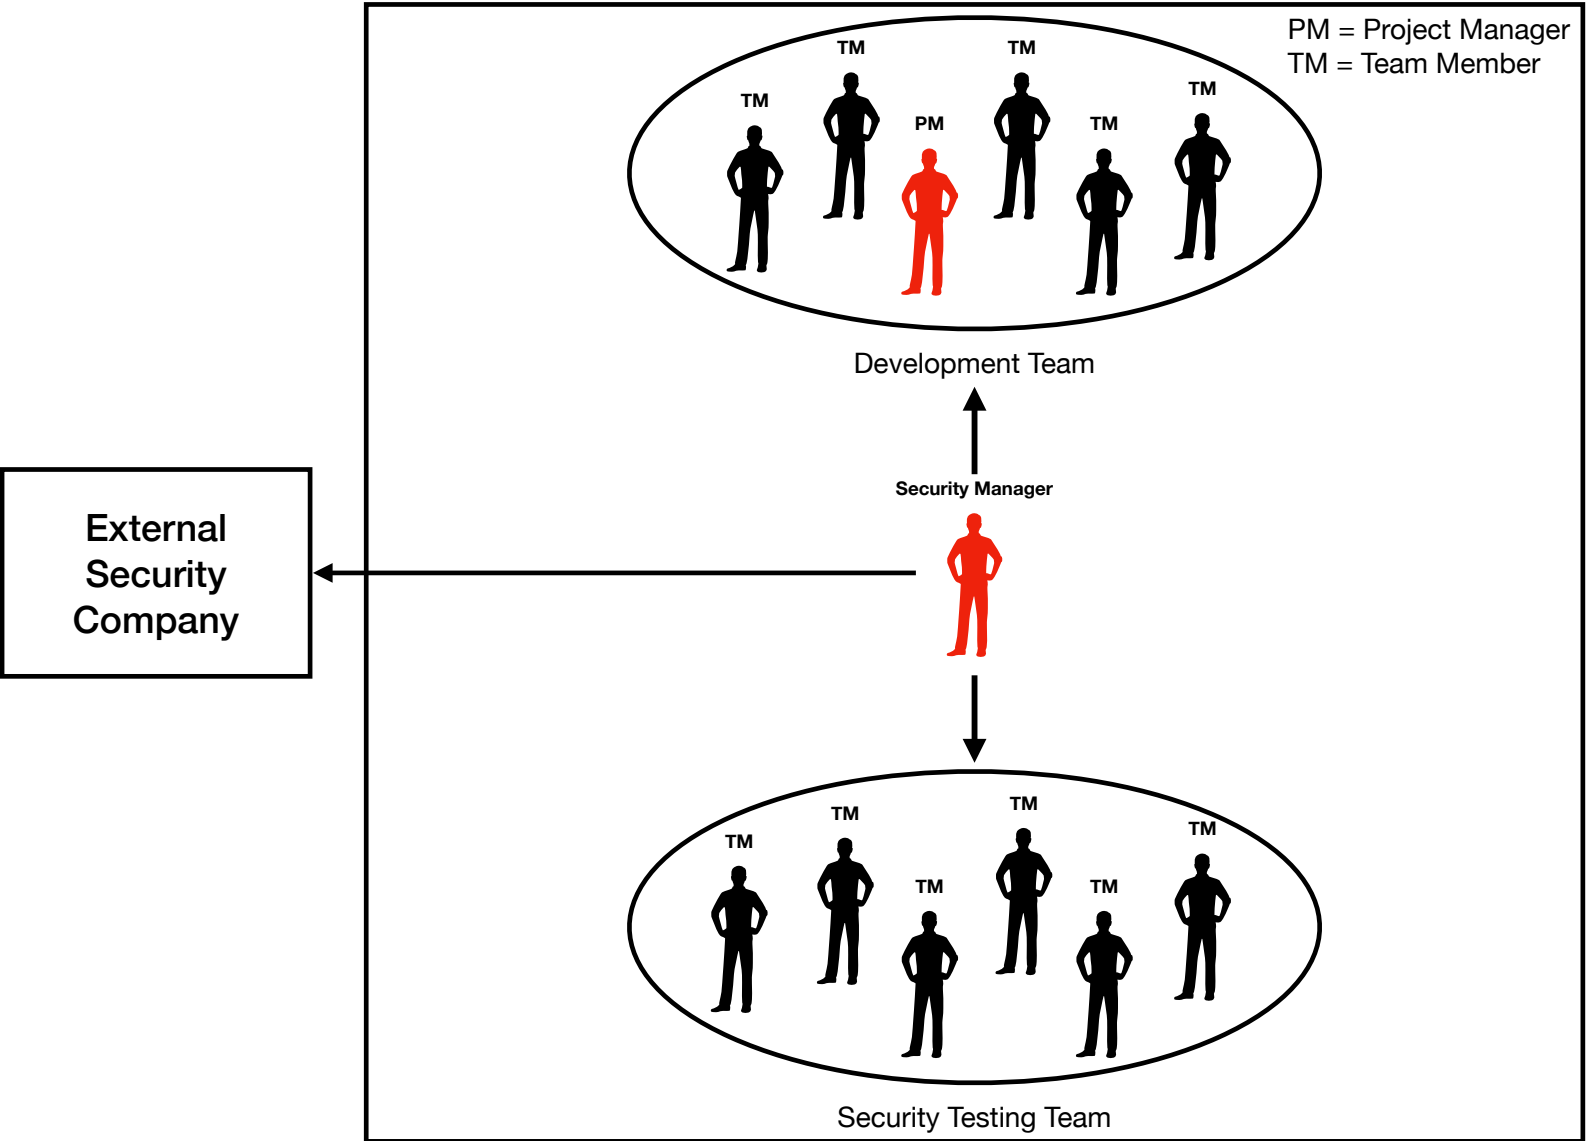 PM = Project Manager
TM = Team Member
TM
TM
TM
TM
PM
TM
Development Team
Security Manager
External
Security
Company
TM
TM
TM
TM
TM
TM
Security Testing Team